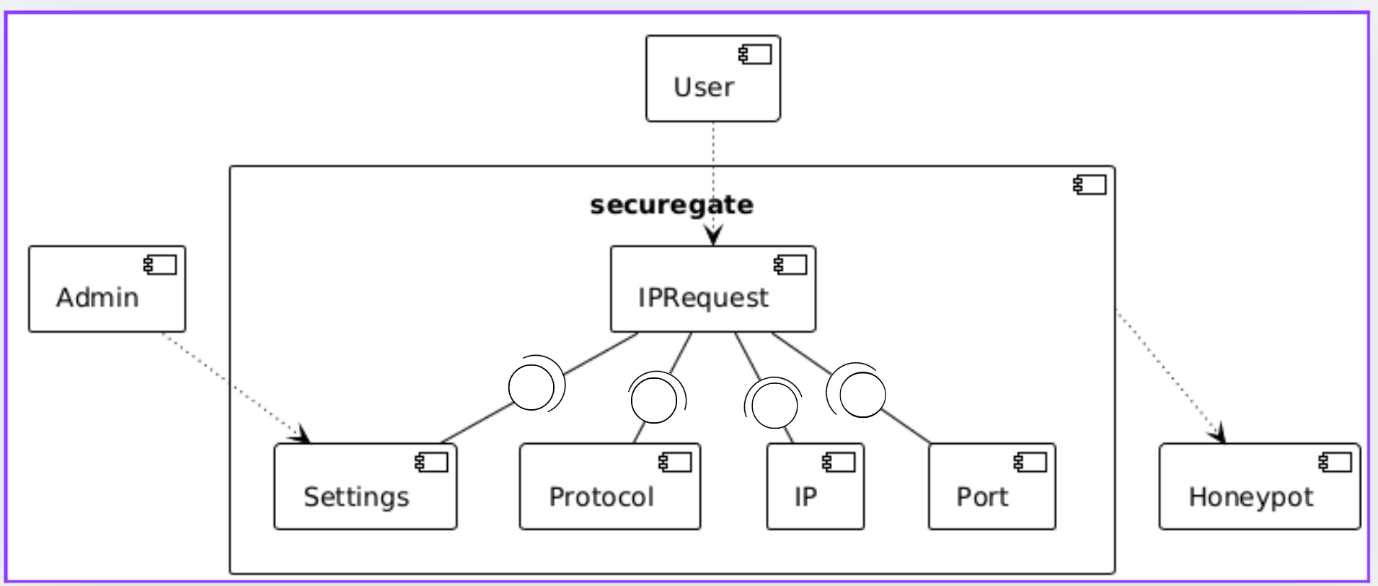 User
securegate
Admin
IPRequest
Settings
Protocol
IP
Port
Honeypot